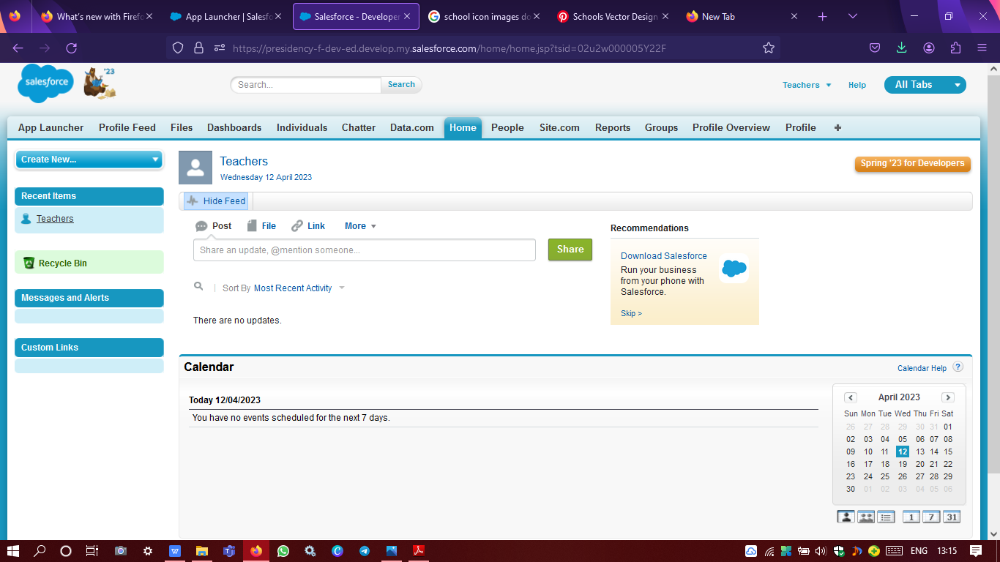 What's new with Firefo
App Launcher | Salesfo
Salesforce - Developer
school icon images co
Schools Vector Design
New Tab
https://presidency-f-dev-ed.develop.my.salesforce.com/home/home.jsp?tsid=02u2w000005Y22F
salesforce
'23
Search...
Search
Teachers
Help
All Tabs
App Launcher
Profile Feed
Files
Dashboards
Individuals
Chatter
Data.com
Home
People
Site.com
Reports
Groups
Profile Overview
Profile
Create New...
Recent Items
Teachers
Recycle Bin
Messages and Alerts
Custom Links
Teachers
Wednesday 12 April 2023
Spring '23 for Developers
Hide Feed
Post
File
Link
More
Share an update, @mention someone...
Share
Sort By Most Recent Activity
There are no updates.
Recommendations
Download Salesforce
Run your business
from your phone with
Salesforce.
Skip >
Calendar
Calendar Help ?
Today 12/04/2023
You have no events scheduled for the next 7 days.
April 2023
Sun Mon Tue Wed Thu Fri Sat
26 27 28 29 30 31 01
02 03 04 05 06 07 08
09 10 11 12 13 14 15
16 17 18 19 20 21 22
23 24 25 26 27 28 29
30 01 02 03 04 05 06
1 7 31
ENG
13:15